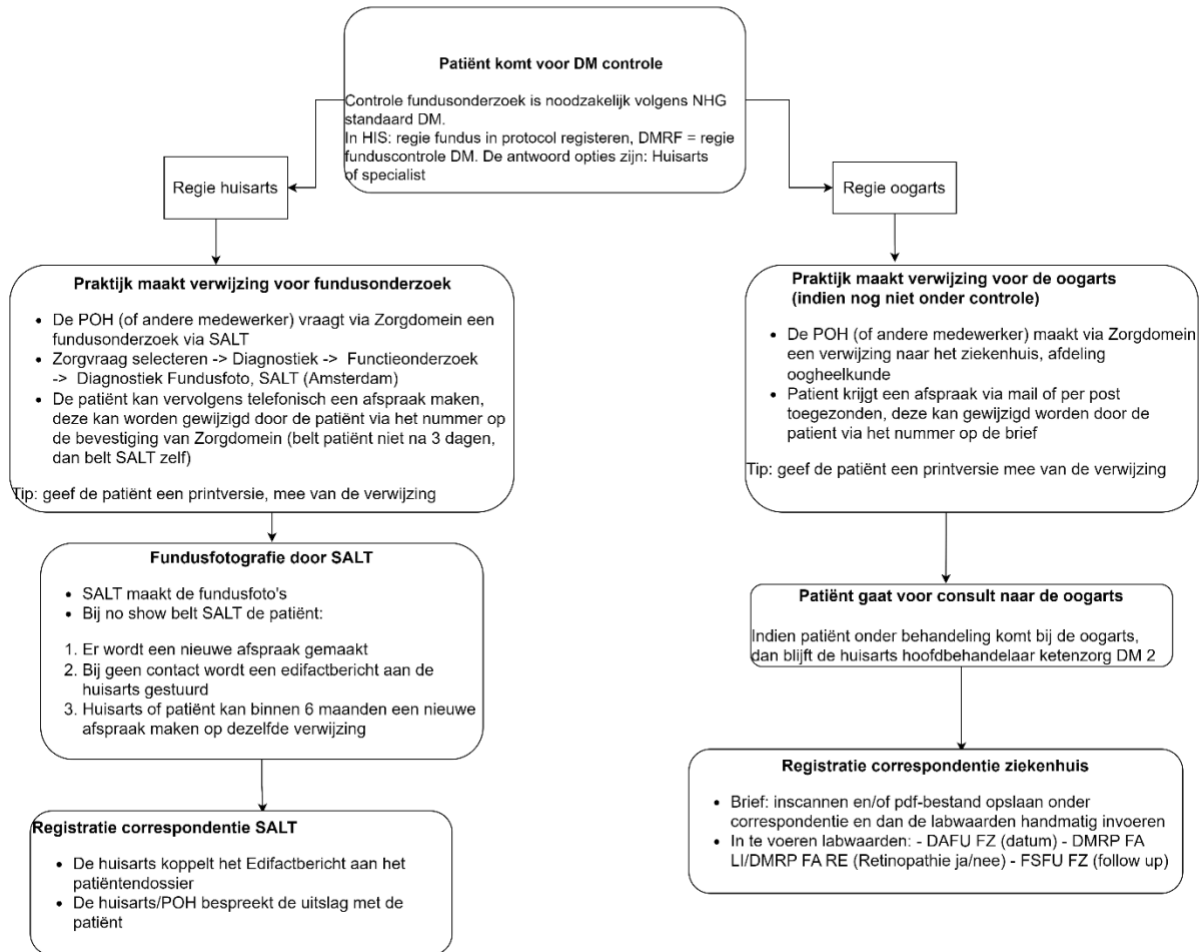 Patiënt komt voor DM controle
Controle fundusonderzoek is noodzakelijk volgens NHG
standaard DM.
In HIS: regie fundus in protocol registeren, DMRF = regie
funduscontrole DM. De antwoord opties zijn: Huisarts
of specialist
Regie huisarts
Regie oogarts
Praktijk maakt verwijzing voor fundusonderzoek
• De POH (of andere medewerker) vraagt via Zorgdomein een
fundusonderzoek via SALT
• Zorgvraag selecteren -> Diagnostiek -> Functieonderzoek
-> Diagnostiek Fundusfoto, SALT (Amsterdam)
• De patiënt kan vervolgens telefonisch een afspraak maken,
deze kan worden gewijzigd door de patiënt via het nummer op
de bevestiging van Zorgdomein (belt patiënt niet na 3 dagen,
dan belt SALT zelf)
Tip: geef de patiënt een printversie, mee van de verwijzing
Praktijk maakt verwijzing voor de oogarts
(indien nog niet onder controle)
• De POH (of andere medewerker) maakt via Zorgdomein
een verwijzing naar het ziekenhuis, afdeling
oogheelkunde
• Patient krijgt een afspraak via mail of per post
toegezonden, deze kan gewijzigd worden door de
patient via het nummer op de brief
Tip: geef de patiënt een printversie mee van de verwijzing
Fundusfotografie door SALT
• SALT maakt de fundusfoto's
• Bij no show belt SALT de patiënt:
1. Er wordt een nieuwe afspraak gemaakt
2. Bij geen contact wordt een edifactbericht aan de
huisarts gestuurd
3. Huisarts of patiënt kan binnen 6 maanden een nieuwe
afspraak maken op dezelfde verwijzing
Patiënt gaat voor consult naar de oogarts
Indien patiënt onder behandeling komt bij de oogarts,
dan blijft de huisarts hoofdbehandelaar ketenzorg DM 2
Registratie correspondentie SALT
• De huisarts koppelt het Edifactbericht aan het
patiëntendossier
• De huisarts/POH bespreekt de uitslag met de
patiënt
Registratie correspondentie ziekenhuis
• Brief: inscannen en/of pdf-bestand opslaan onder
correspondentie en dan de labwaarden handmatig invoeren
• In te voeren labwaarden: - DAFU FZ (datum) - DMRP FA
LI/DMRP FA RE (Retinopathie ja/nee) - FSFU FZ (follow up)